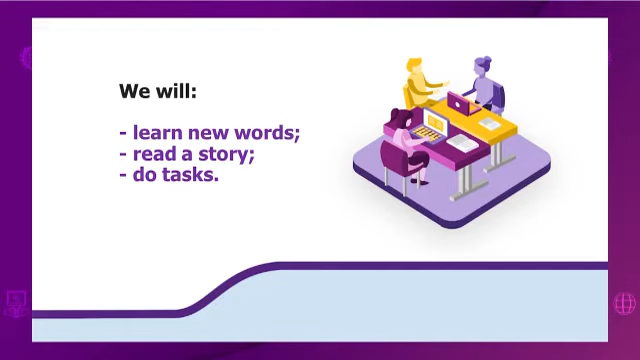 We will:
- learn new words;
- read a story;
- do tasks.